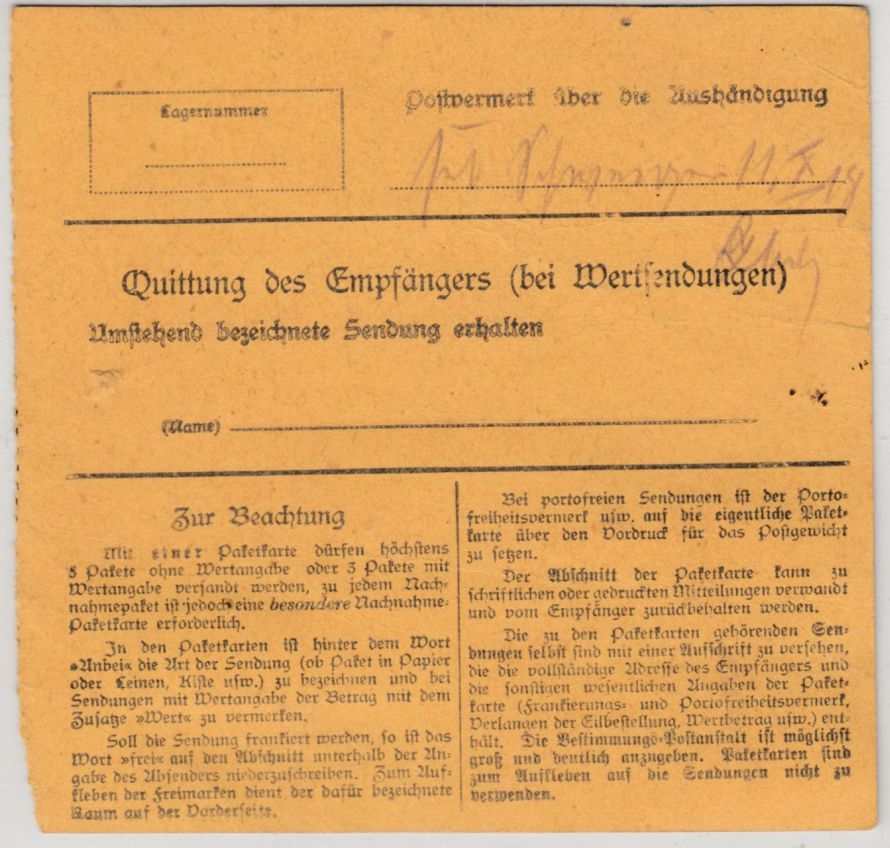 Lagernummer
Postvermerk über die Aushändigung
Quittung des Empfängers (bei Wertsendungen)
Umstehend bezeichnete Sendung erhalten
(Name)
Zur Beachtung
Mit einer Paketkarte dürfen höchstens
3 Pakete ohne Wertangabe oder 3 Pakete mit
Wertangabe versandt werden, zu jedem Nach-
nahmepaket ist jedoch eine besondere Nachnahme-
Paketkarte erforderlich.
In den Paketkarten ist hinter dem Wort
»Anbei« die Art der Sendung (ob Paket in Papier
oder Leinen, Kiste usw.) zu bezeichnen und bei
Sendungen mit Wertangabe der Betrag mit dem
Zusatze »Wert« zu vermerken.
Soll die Sendung frankiert werden, so ist das
Wort »frei« auf den Abschnitt unterhalb der An-
gabe des Absenders niederzuschreiben. Zum Auf-
kleben der Freimarken dient der dafür bezeichnete
Raum auf der Vorderseite.
Bei portofreien Sendungen ist der Porto-
freiheitsvermerk usw. auf die eigentliche Paket-
karte über den Vordruck für das Postgewicht
zu setzen.
Der Abschnitt der Paketkarte kann zu
schriftlichen oder gedruckten Mitteilungen verwandt
und vom Empfänger zurückbehalten werden.
Die zu den Paketkarten gehörenden Sen-
dungen selbst sind mit einer Aufschrift zu versehen,
die die vollständige Adresse des Empfängers und
die sonstigen wesentlichen Angaben der Paket-
karte (Frankierungs- und Portofreiheitsvermerk,
Verlangen der Eilbestellung, Wertbetrag usw.) ent-
hält. Die Bestimmungs-Postanstalt ist möglichst
groß und deutlich anzugeben. Paketkarten sind
zum Aufkleben auf die Sendungen nicht zu
verwenden.